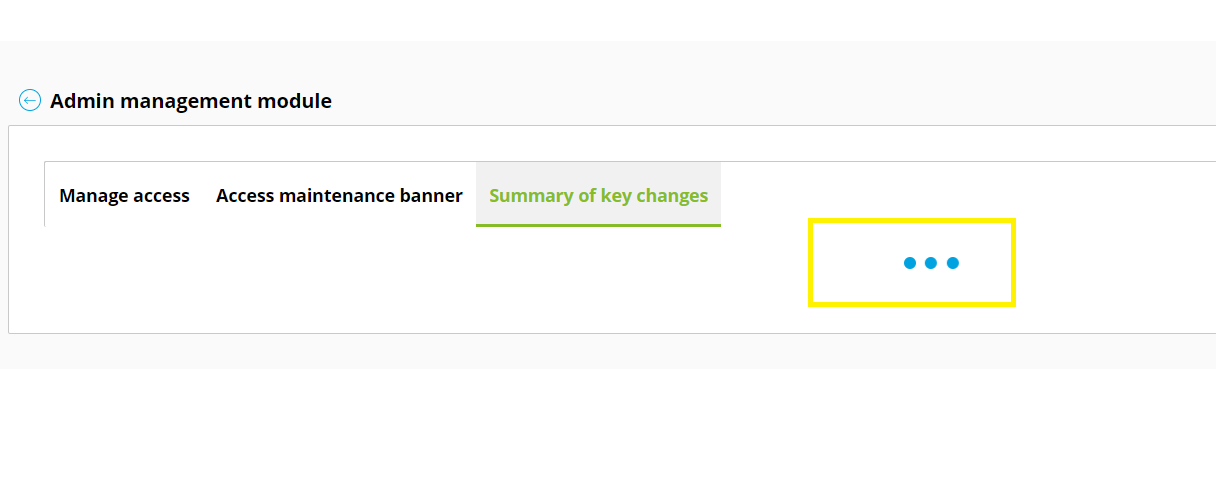 Admin management module
Manage access Access maintenance banner Summary of key changes